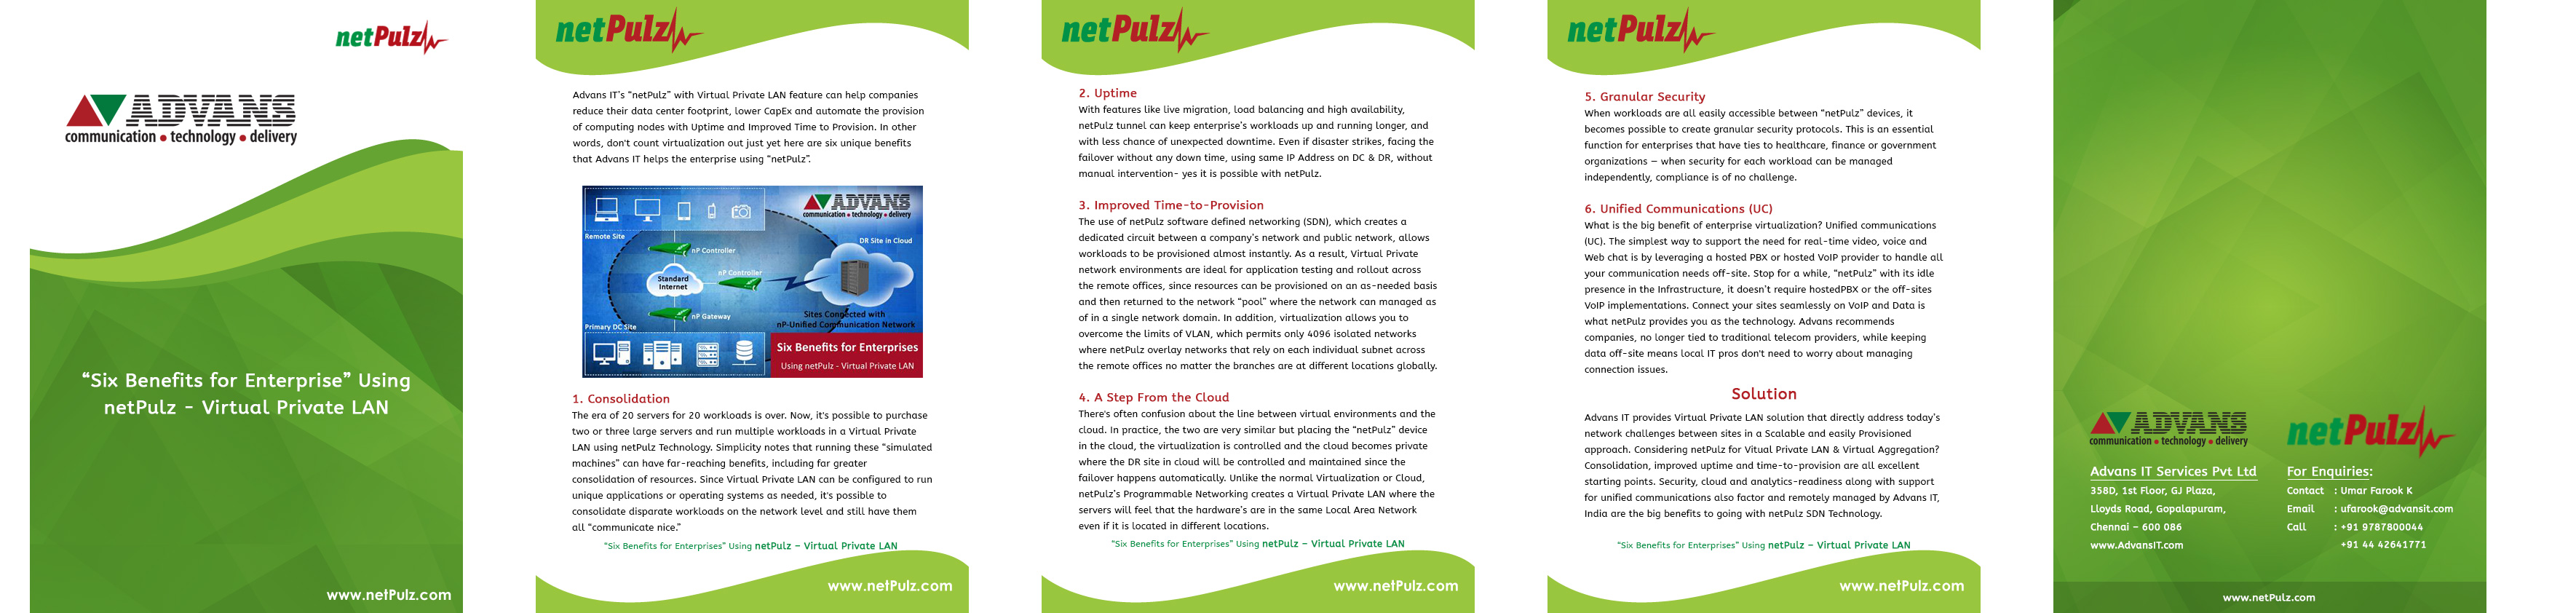 netPulz
ADVANS
communication • technology • delivery
“Six Benefits for Enterprise” Using
netPulz - Virtual Private LAN
www.netPulz.com
netPulz
Advans IT’s “netPulz” with Virtual Private LAN feature can help companies
reduce their data center footprint, lower CapEx and automate the provision
of computing nodes with Uptime and Improved Time to Provision. In other
words, don't count virtualization out just yet here are six unique benefits
that Advans IT helps the enterprise using “netPulz”.
ADVANS
communication • technology • delivery
Remote Site
DR Site in Cloud
nP Controller
nP Controller
Standard
Internet
nP Gateway
Sites Connected with
nP-Unified Communication Network
Primary DC Site
Six Benefits for Enterprises
Using netPulz - Virtual Private LAN
1. Consolidation
The era of 20 servers for 20 workloads is over. Now, it's possible to purchase
two or three large servers and run multiple workloads in a Virtual Private
LAN using netPulz Technology. Simplicity notes that running these “simulated
machines” can have far-reaching benefits, including far greater
consolidation of resources. Since Virtual Private LAN can be configured to run
unique applications or operating systems as needed, it's possible to
consolidate disparate workloads on the network level and still have them
all “communicate nice.”
“Six Benefits for Enterprises” Using netPulz – Virtual Private LAN
www.netPulz.com
netPulz
2. Uptime
With features like live migration, load balancing and high availability,
netPulz tunnel can keep enterprise’s workloads up and running longer, and
with less chance of unexpected downtime. Even if disaster strikes, facing the
failover without any down time, using same IP Address on DC & DR, without
manual intervention- yes it is possible with netPulz.
3. Improved Time-to-Provision
The use of netPulz software defined networking (SDN), which creates a
dedicated circuit between a company’s network and public network, allows
workloads to be provisioned almost instantly. As a result, Virtual Private
network environments are ideal for application testing and rollout across
the remote offices, since resources can be provisioned on an as-needed basis
and then returned to the network “pool” where the network can managed as
of in a single network domain. In addition, virtualization allows you to
overcome the limits of VLAN, which permits only 4096 isolated networks
where netPulz overlay networks that rely on each individual subnet across
the remote offices no matter the branches are at different locations globally.
4. A Step From the Cloud
There's often confusion about the line between virtual environments and the
cloud. In practice, the two are very similar but placing the “netPulz” device
in the cloud, the virtualization is controlled and the cloud becomes private
where the DR site in cloud will be controlled and maintained since the
failover happens automatically. Unlike the normal Virtualization or Cloud,
netPulz’s Programmable Networking creates a Virtual Private LAN where the
servers will feel that the hardware’s are in the same Local Area Network
even if it is located in different locations.
“Six Benefits for Enterprises” Using netPulz – Virtual Private LAN
www.netPulz.com
netPulz
5. Granular Security
When workloads are all easily accessible between “netPulz” devices, it
becomes possible to create granular security protocols. This is an essential
function for enterprises that have ties to healthcare, finance or government
organizations — when security for each workload can be managed
independently, compliance is of no challenge.
6. Unified Communications (UC)
What is the big benefit of enterprise virtualization? Unified communications
(UC). The simplest way to support the need for real-time video, voice and
Web chat is by leveraging a hosted PBX or hosted VoIP provider to handle all
your communication needs off-site. Stop for a while, “netPulz” with its idle
presence in the Infrastructure, it doesn’t require hostedPBX or the off-sites
VoIP implementations. Connect your sites seamlessly on VoIP and Data is
what netPulz provides you as the technology. Advans recommends
companies, no longer tied to traditional telecom providers, while keeping
data off-site means local IT pros don't need to worry about managing
connection issues.
Solution
Advans IT provides Virtual Private LAN solution that directly address today’s
network challenges between sites in a Scalable and easily Provisioned
approach. Considering netPulz for Vitual Private LAN & Virtual Aggregation?
Consolidation, improved uptime and time-to-provision are all excellent
starting points. Security, cloud and analytics-readiness along with support
for unified communications also factor and remotely managed by Advans IT,
India are the big benefits to going with netPulz SDN Technology.
“Six Benefits for Enterprises” Using netPulz – Virtual Private LAN
www.netPulz.com
ADVANS
communication • technology • delivery
Advans IT Services Pvt Ltd
358D, 1st Floor, GJ Plaza,
Lloyds Road, Gopalapuram,
Chennai – 600 086
www.AdvansIT.com
netPulz
For Enquiries:
Contact : Umar Farook K
Email : ufarook@advansit.com
Call : +91 9787800044
+91 44 42641771
www.netPulz.com